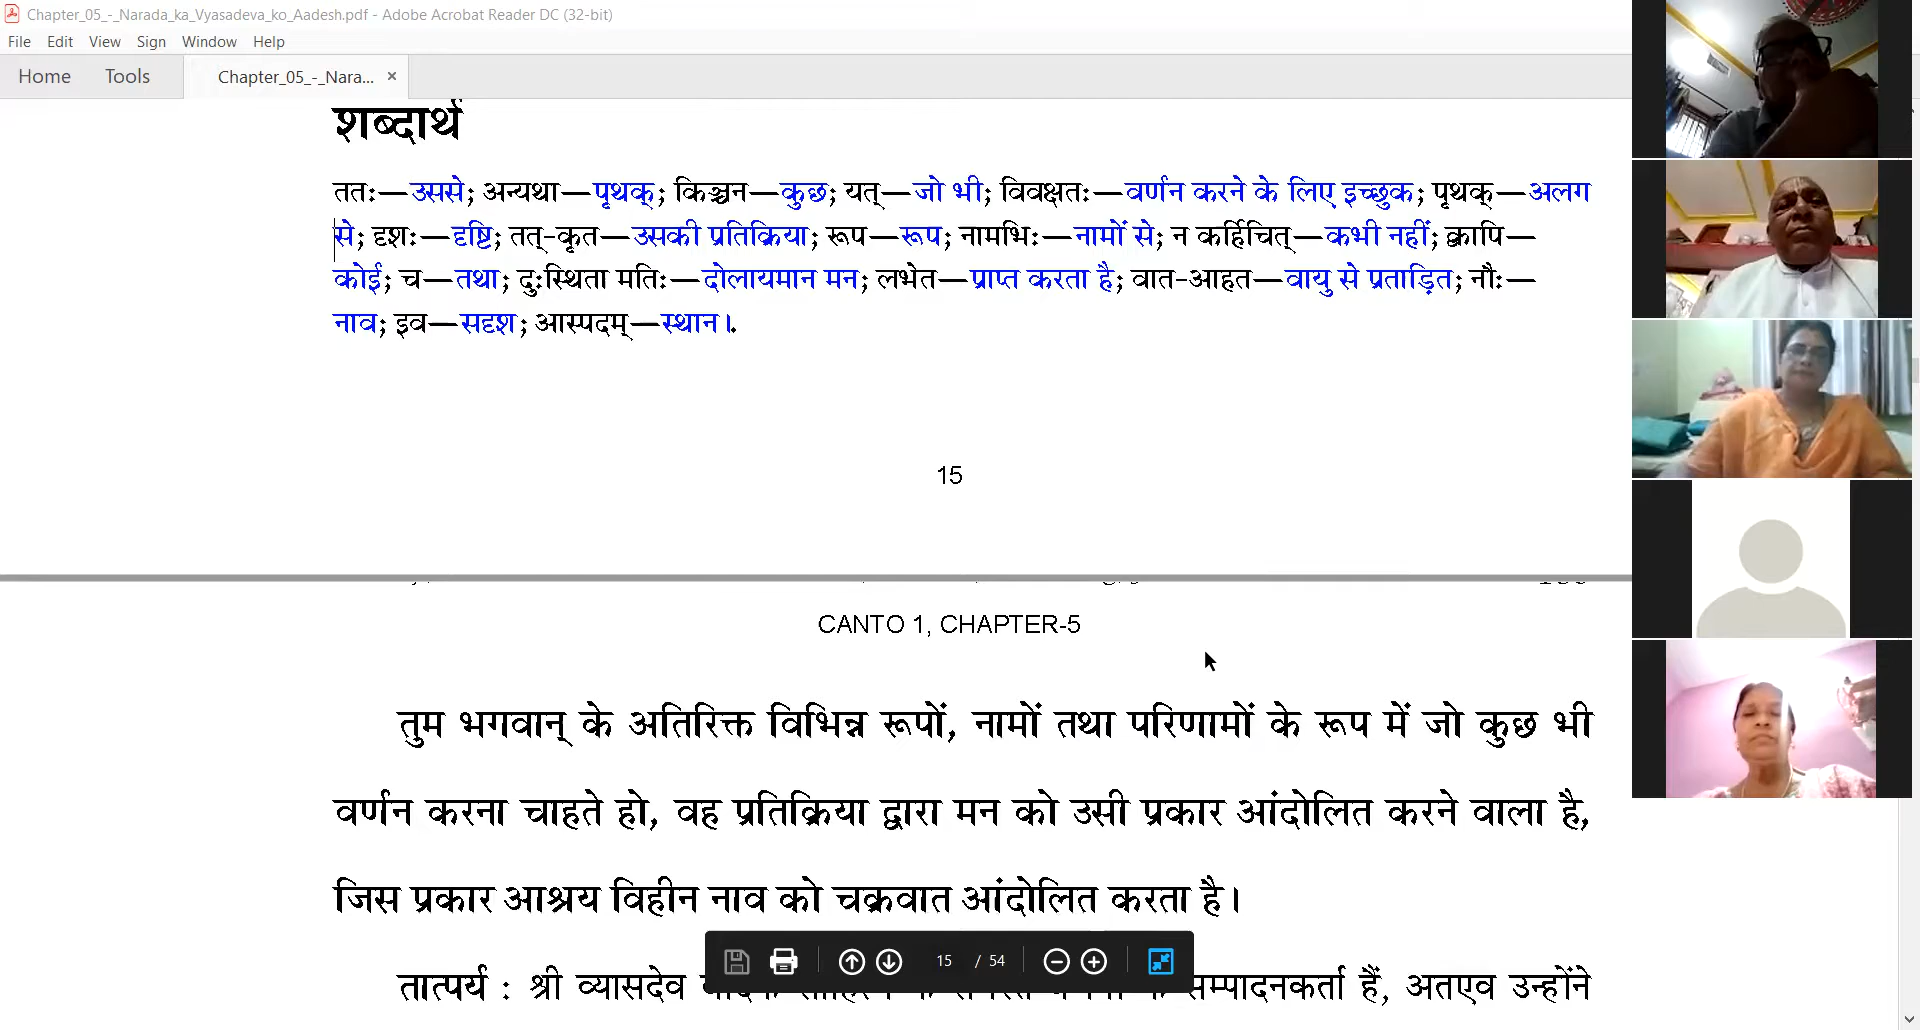 Chapter_05_-_Narada_ka_Vyasadeva_ko_Aadesh.pdf - Adobe Acrobat Reader DC (32-bit)
File Edit View Sign Window Help
Home Tools Chapter_05_-_Nara... ×
शब्दार्थ
ततः—उससे; अन्यथा—पृथक्; किञ्चन—कुछ; यत्—जो भी; विवक्षतः—वर्णन करने के लिए इच्छुक; पृथक्—अलग
से; दृशः—दृष्टि; तत्-कृत—उसकी प्रतिक्रिया; रूप—रूप; नामभिः—नामों से; न कर्हिचित्—कभी नहीं; क्वापि—
कोई; च—तथा; दुःस्थिता मतिः—दोलायमान मन; लभेत—प्राप्त करता है; वात-आहत—वायु से प्रताड़ित; नौः—
नाव; इव—सदृश; आस्पदम्—स्थान।.
15
CANTO 1, CHAPTER-5
तुम भगवान् के अतिरिक्त विभिन्न रूपों, नामों तथा परिणामों के रूप में जो कुछ भी
वर्णन करना चाहते हो, वह प्रतिक्रिया द्वारा मन को उसी प्रकार आंदोलित करने वाला है,
जिस प्रकार आश्रय विहीन नाव को चक्रवात आंदोलित करता है।
तात्पर्य : श्री व्यासदेव सम्पादनकर्ता हैं, अतएव उन्होंने
15 / 54